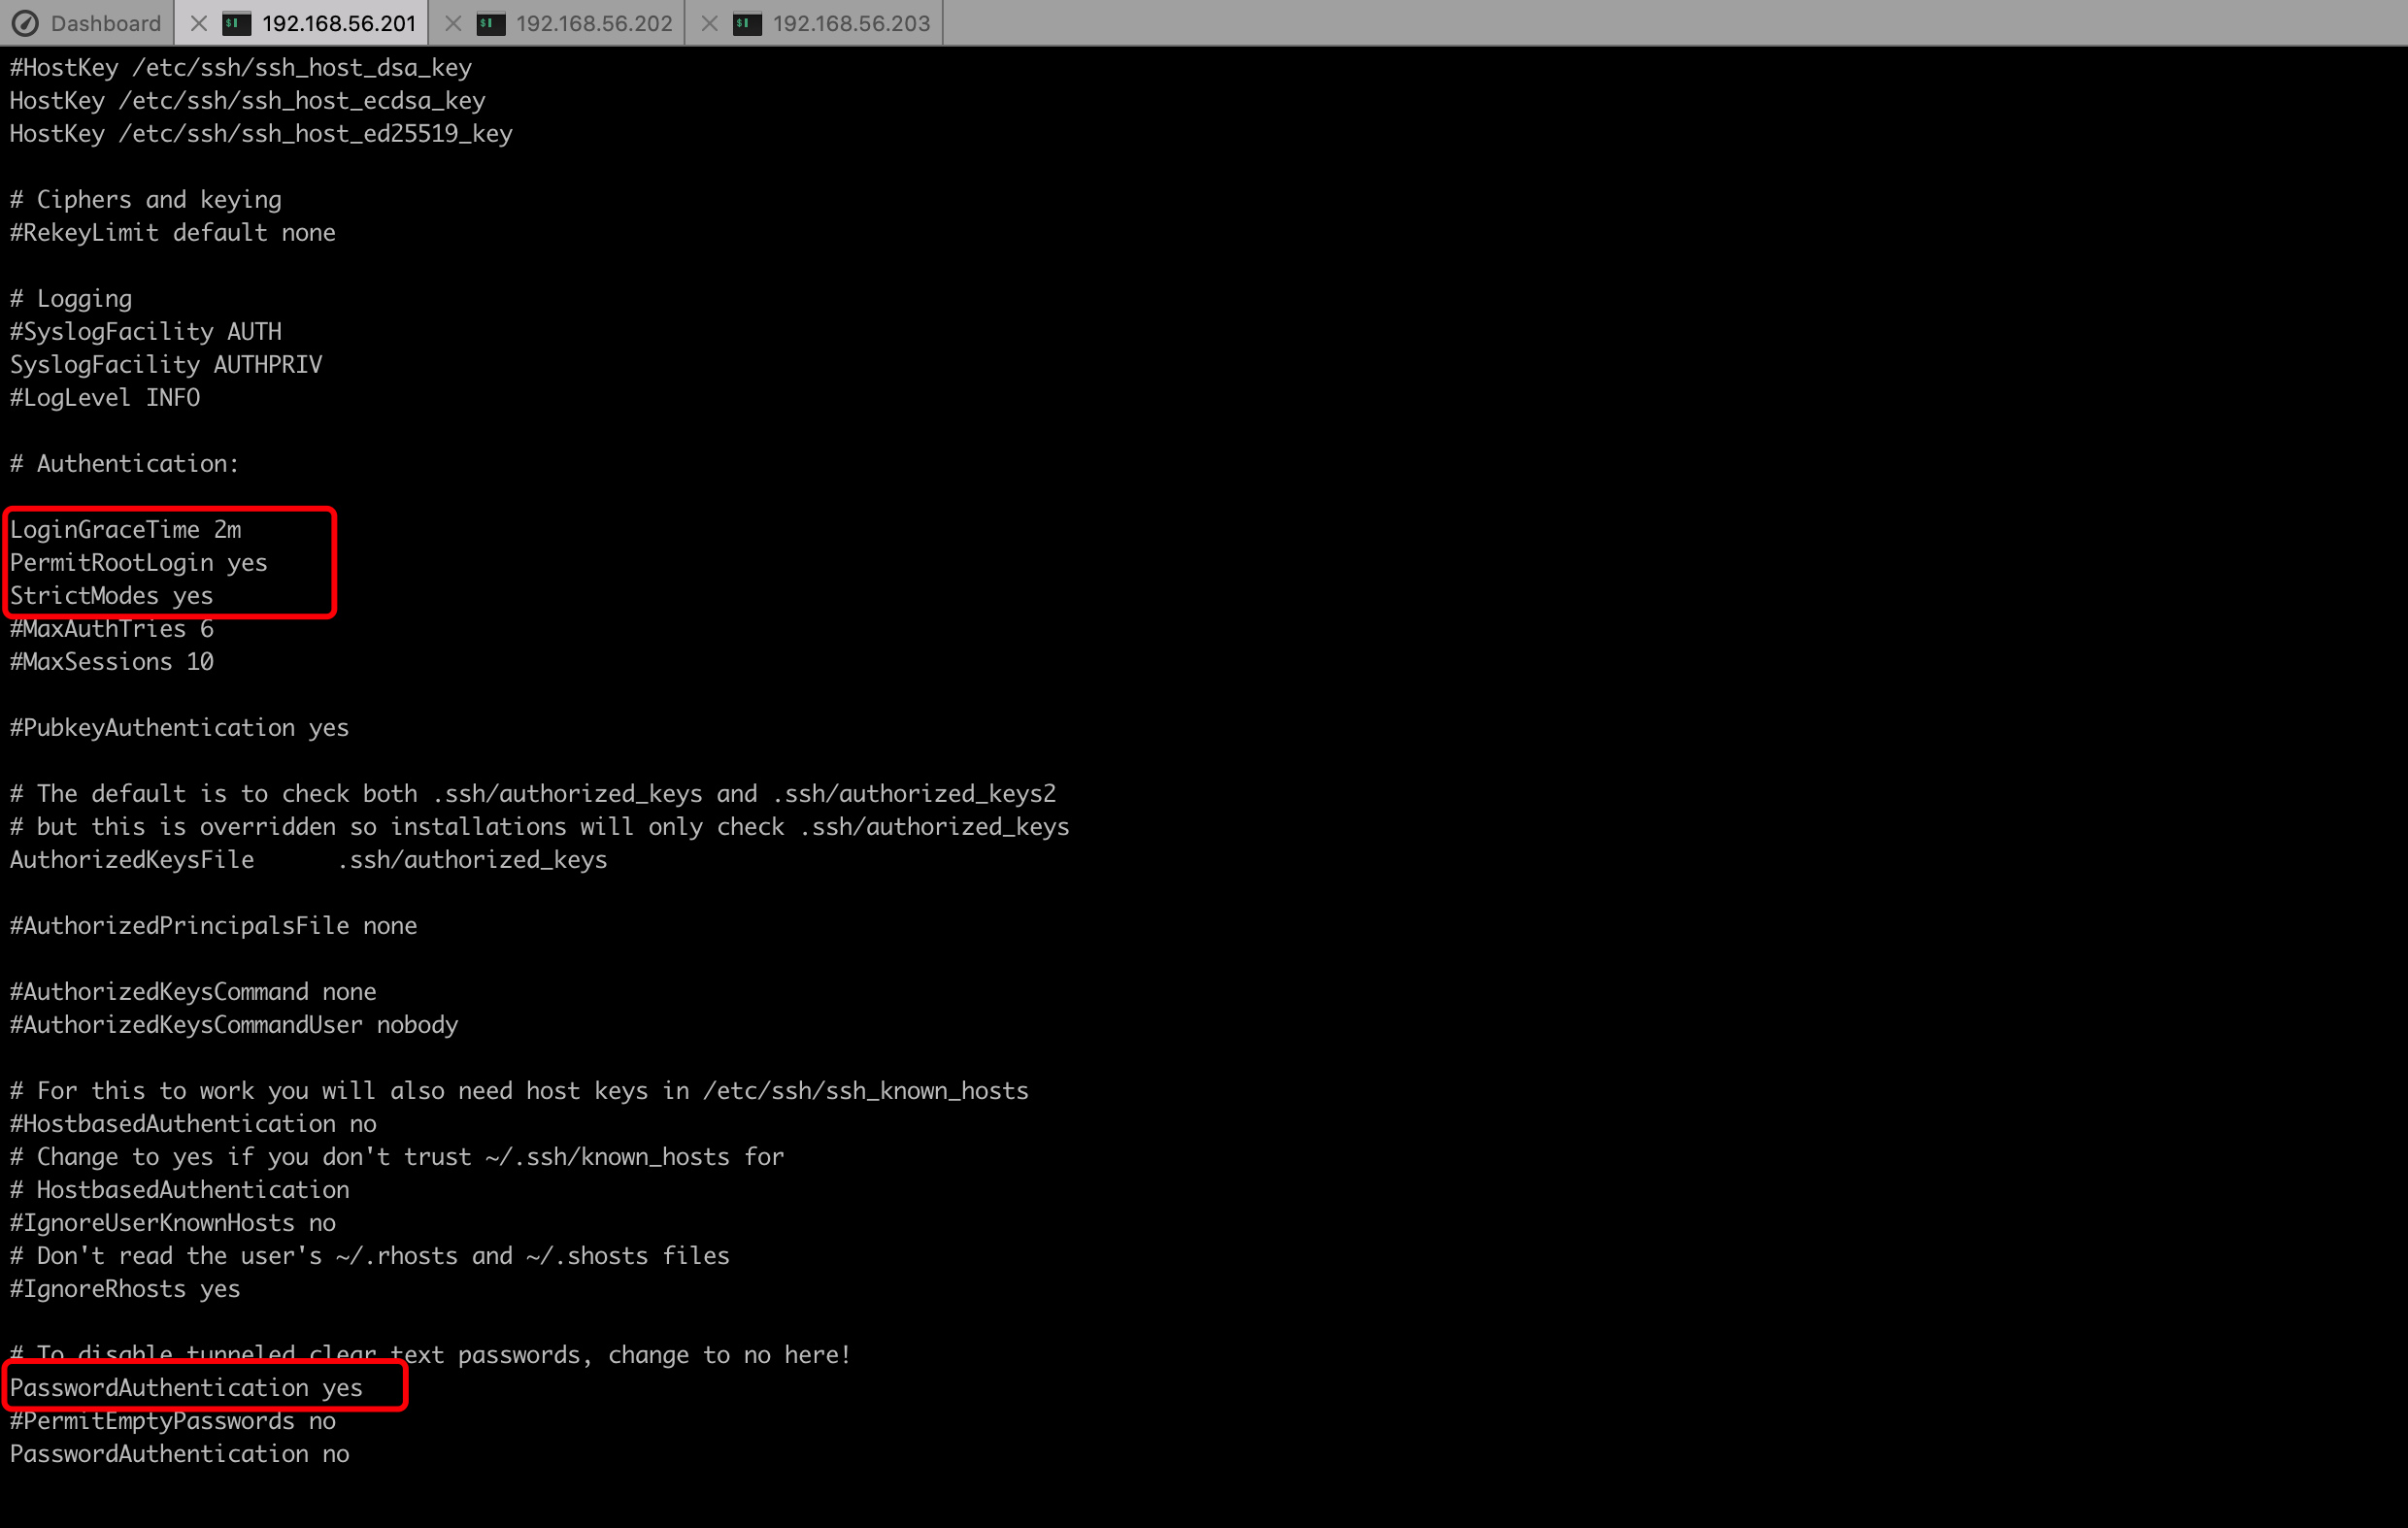 Dashboard 192.168.56.201 192.168.56.202 192.168.56.203
#HostKey /etc/ssh/ssh_host_dsa_key
HostKey /etc/ssh/ssh_host_ecdsa_key
HostKey /etc/ssh/ssh_host_ed25519_key
# Ciphers and keying
#RekeyLimit default none
# Logging
#SyslogFacility AUTH
SyslogFacility AUTHPRIV
#LogLevel INFO
# Authentication:
LoginGraceTime 2m
PermitRootLogin yes
StrictModes yes
#MaxAuthTries 6
#MaxSessions 10
#PubkeyAuthentication yes
# The default is to check both .ssh/authorized_keys and .ssh/authorized_keys2
# but this is overridden so installations will only check .ssh/authorized_keys
AuthorizedKeysFile      .ssh/authorized_keys
#AuthorizedPrincipalsFile none
#AuthorizedKeysCommand none
#AuthorizedKeysCommandUser nobody
# For this to work you will also need host keys in /etc/ssh/ssh_known_hosts
#HostbasedAuthentication no
# Change to yes if you don't trust ~/.ssh/known_hosts for
# HostbasedAuthentication
#IgnoreUserKnownHosts no
# Don't read the user's ~/.rhosts and ~/.shosts files
#IgnoreRhosts yes
# To disable tunneled clear text passwords, change to no here!
PasswordAuthentication yes
#PermitEmptyPasswords no
PasswordAuthentication no